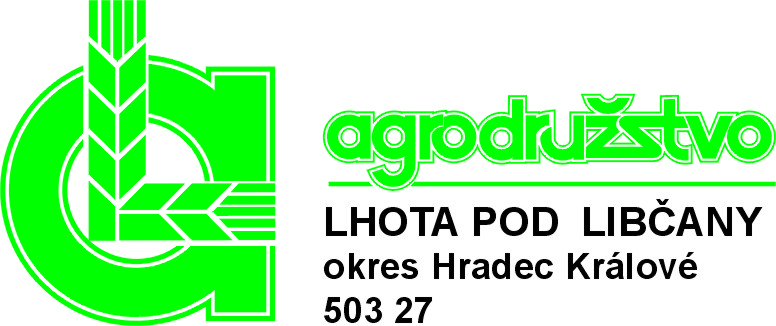 agrodružstvo
LHOTA POD LIBČANY
okres Hradec Králové
503 27